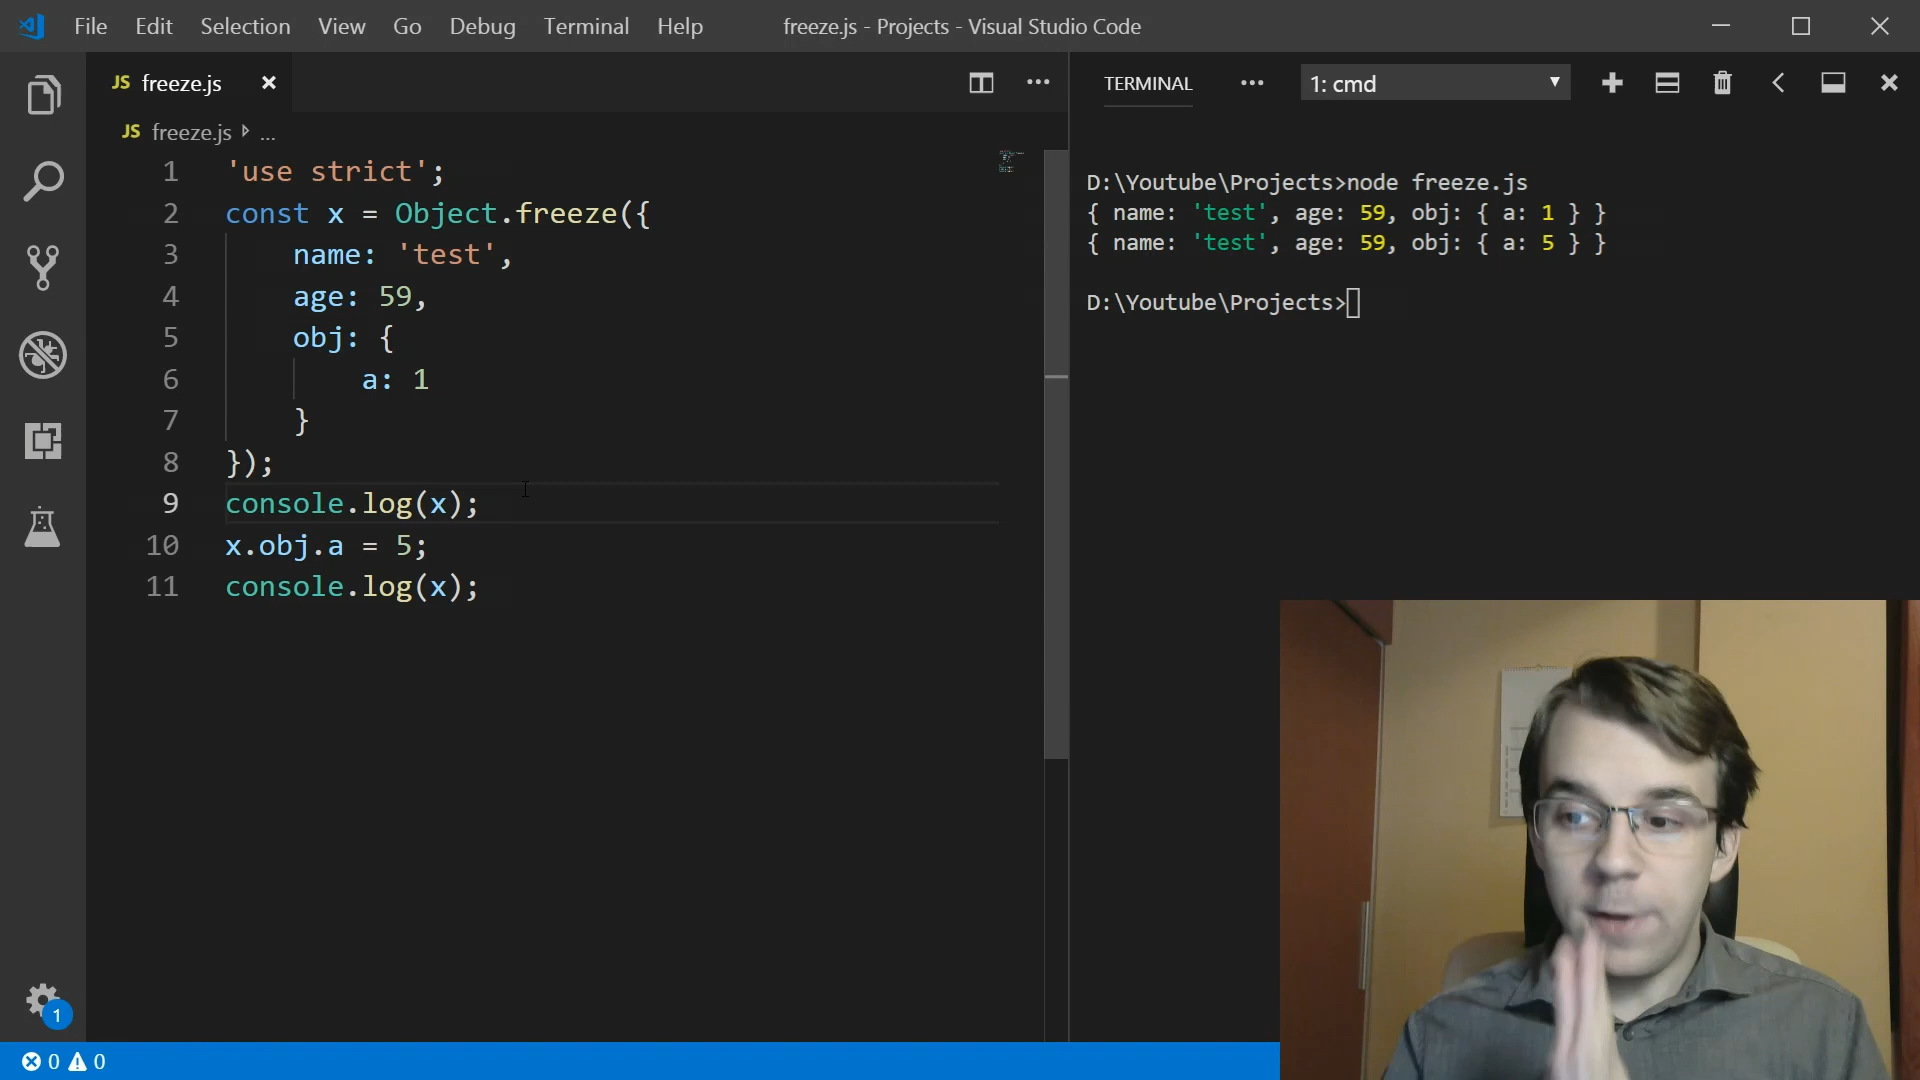 File Edit Selection View Go Debug Terminal Help freeze.js - Projects - Visual Studio Code
JS freeze.js
JS freeze.js ...
1 'use strict';
2 const x = Object.freeze({
3 name: 'test',
4 age: 59,
5 obj: {
6 a: 1
7 }
8 });
9 console.log(x);
10 x.obj.a = 5;
11 console.log(x);
TERMINAL ... 1: cmd
D:\Youtube\Projects>node freeze.js
{ name: 'test', age: 59, obj: { a: 1 } }
{ name: 'test', age: 59, obj: { a: 5 } }
D:\Youtube\Projects>
1
0 0